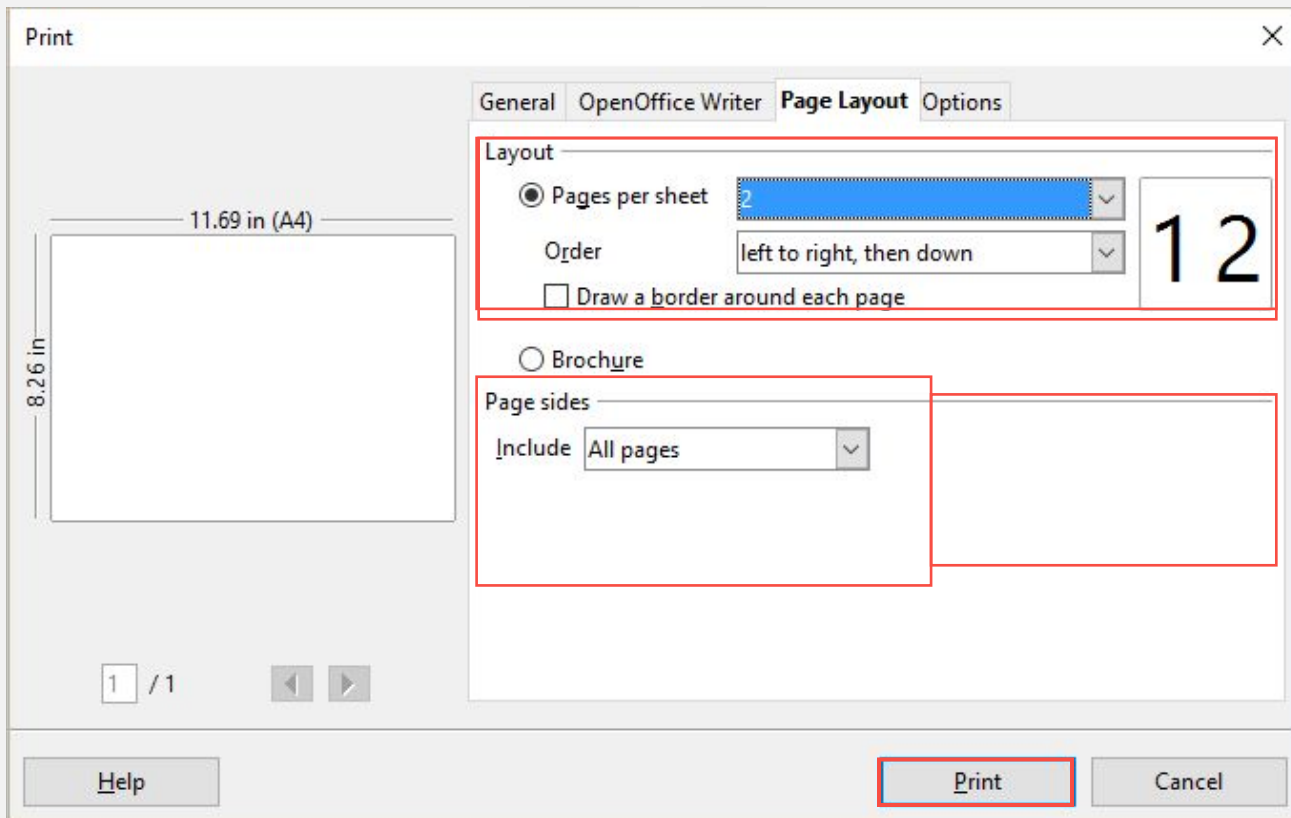 Print
General OpenOffice Writer Page Layout Options
Layout
Pages per sheet 2
Order left to right, then down
Draw a border around each page
1 2
Brochure
Page sides
Include All pages
11.69 in (A4)
8.26 in
1 / 1
Help Print Cancel